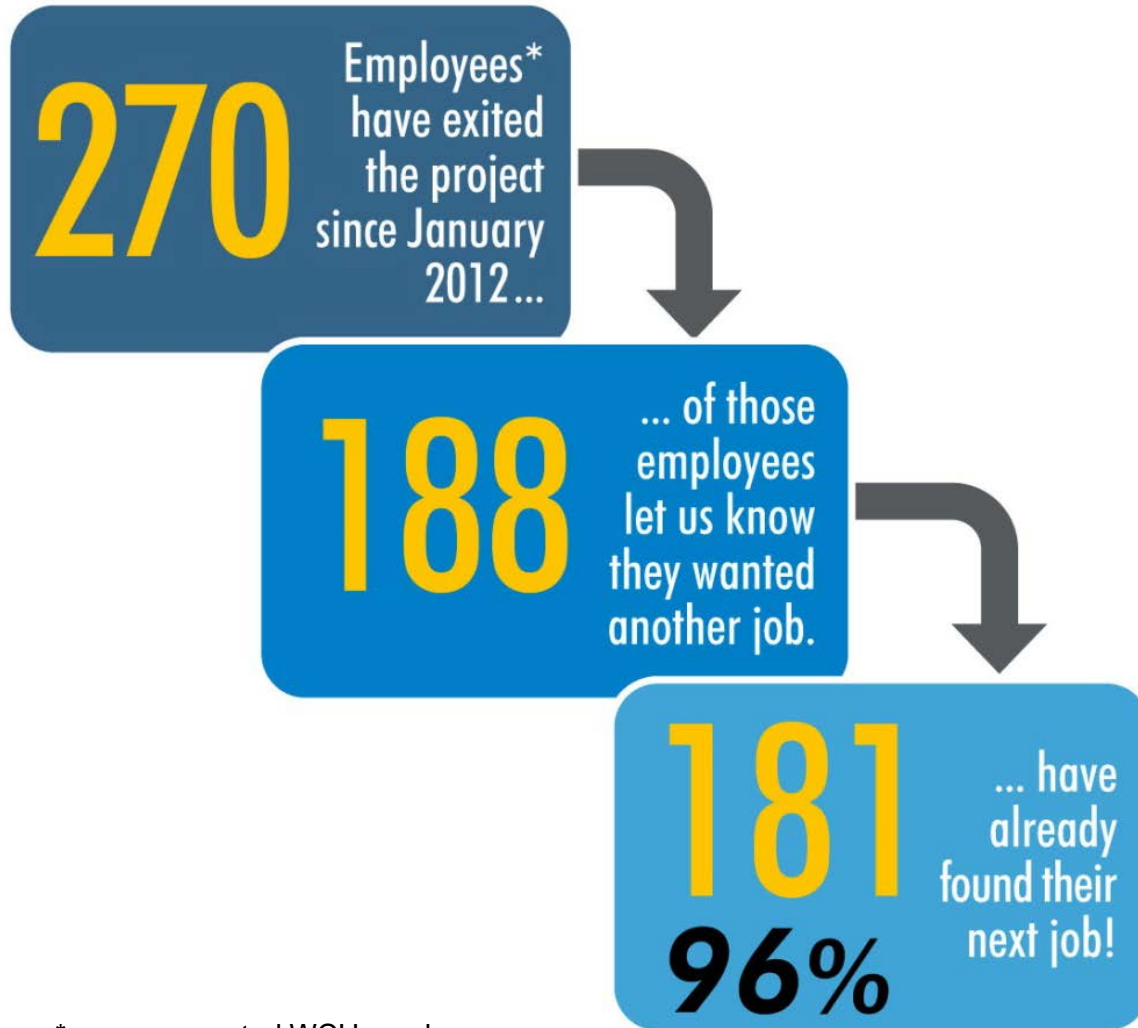 270
Employees*
have exited
the project
since January
2012...
188
... of those
employees
let us know
they wanted
another job.
181
96%
... have
already
found their
next job!